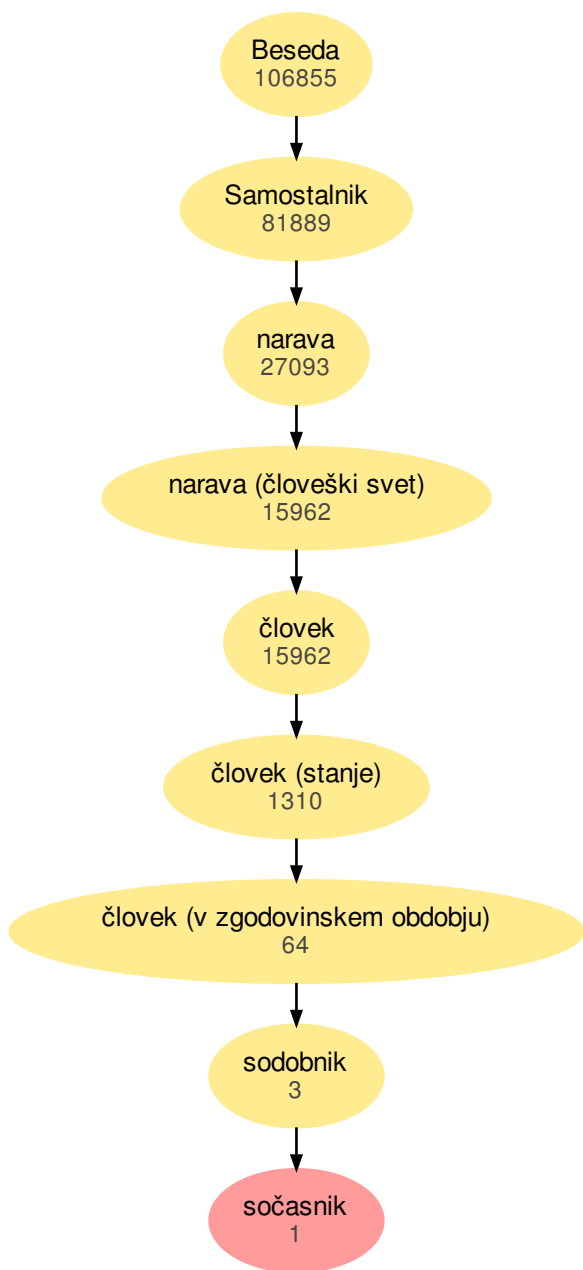 Beseda
106855
Samostalnik
81889
narava
27093
narava (človeški svet)
15962
človek
15962
človek (stanje)
1310
človek (v zgodovinskem obdobju)
64
sodobnik
3
sočasnik
1